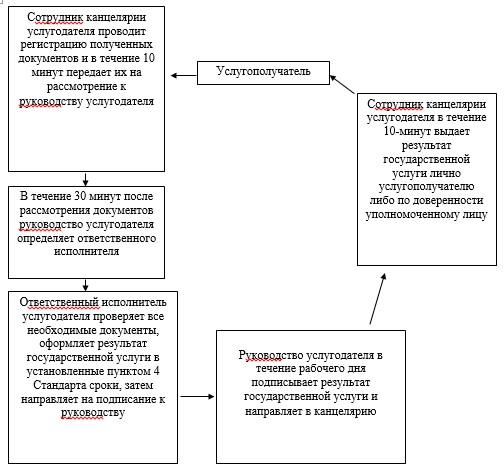 Сотрудник канцелярии
услугодателя проводит
регистрацию полученных
документов и в течение 10
минут передает их на
рассмотрение к
руководству услугодателя
Услугополучатель
В течение 30 минут после
рассмотрения документов
руководство услугодателя
определяет ответственного
исполнителя
Ответственный исполнитель
услугодателя проверяет все
необходимые документы,
оформляет результат
государственной услуги в
установленные пунктом 4
Стандарта сроки, затем
направляет на подписание к
руководству
Руководство услугодателя в
течение рабочего дня
подписывает результат
государственной услуги и
направляет в канцелярию
Сотрудник канцелярии
услугодателя в течение
10-минут выдает
результат
государственной
услуги лично
услугополучателю
либо по доверенности
уполномоченному лицу